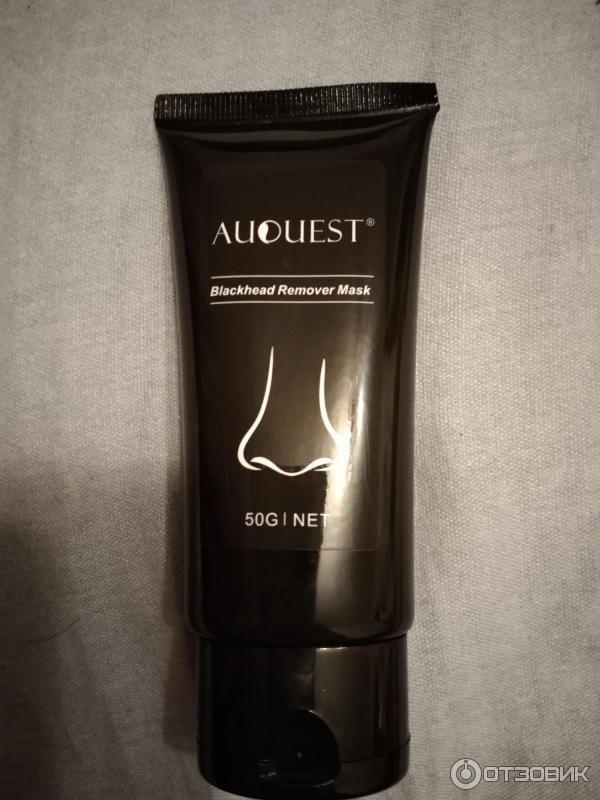 AUQUEST®
Blackhead Remover Mask
50G | NET
ОТЗОВИК